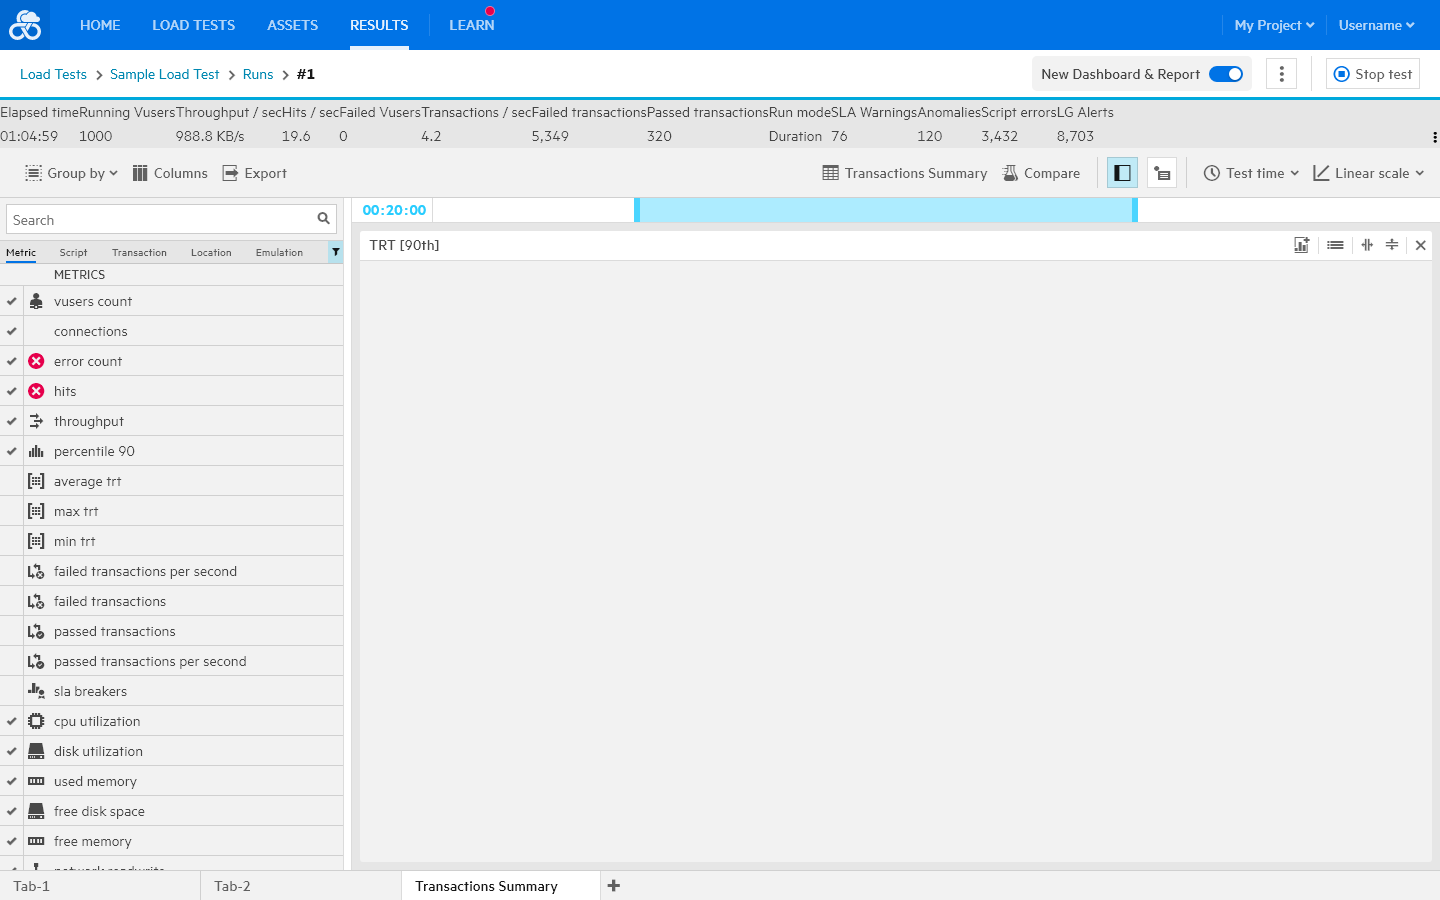 HOME LOAD TESTS ASSETS RESULTS LEARN My Project Username
Load Tests > Sample Load Test > Runs > #1 New Dashboard & Report Stop test
Elapsed timeRunning VusersThroughput / secHits / secFailed VusersTransactions / secFailed transactionsPassed transactionsRun modeSLA WarningsAnomaliesScript errorsLG Alerts
01:04:59 1000 988.8 KB/s 19.6 0 4.2 5,349 320 Duration 76 120 3,432 8,703
Group by Columns Export Transactions Summary Compare Test time Linear scale
Search
00:20:00
Metric Script Transaction Location Emulation
TRT [90th]
METRICS
vusers count
connections
error count
hits
throughput
percentile 90
average trt
max trt
min trt
failed transactions per second
failed transactions
passed transactions
passed transactions per second
sla breakers
cpu utilization
disk utilization
used memory
free disk space
free memory
Tab-1 Tab-2 Transactions Summary